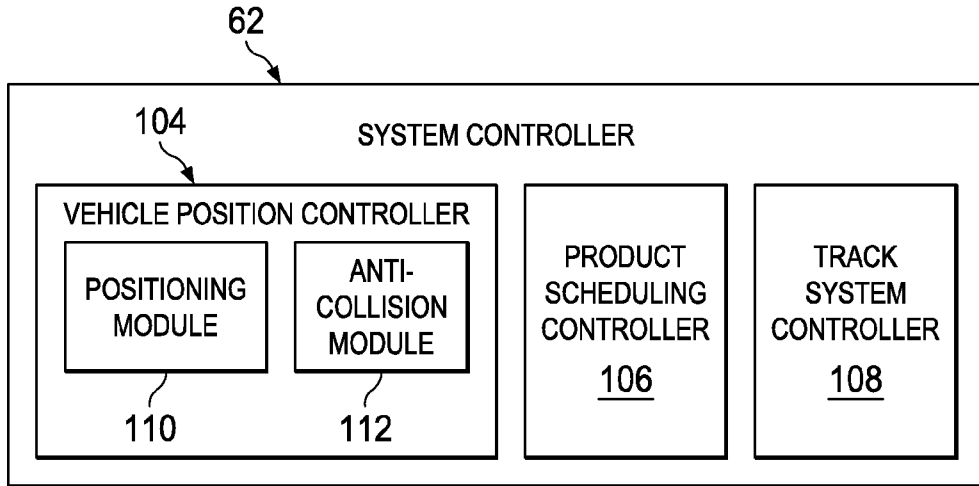 62
SYSTEM CONTROLLER
104
VEHICLE POSITION CONTROLLER
POSITIONING
MODULE
110
ANTI-
COLLISION
MODULE
112
PRODUCT
SCHEDULING
CONTROLLER
106
TRACK
SYSTEM
CONTROLLER
108